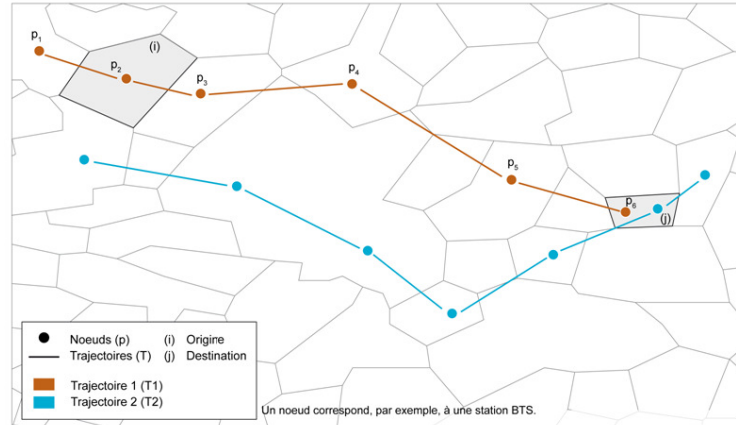 p1
(i)
p2
p3
p4
p5
p6
(j)
Noeuds (p) (i) Origine
Trajectoires (T) (j) Destination
Trajectoire 1 (T1)
Trajectoire 2 (T2)
Un noeud correspond, par exemple, à une station BTS.